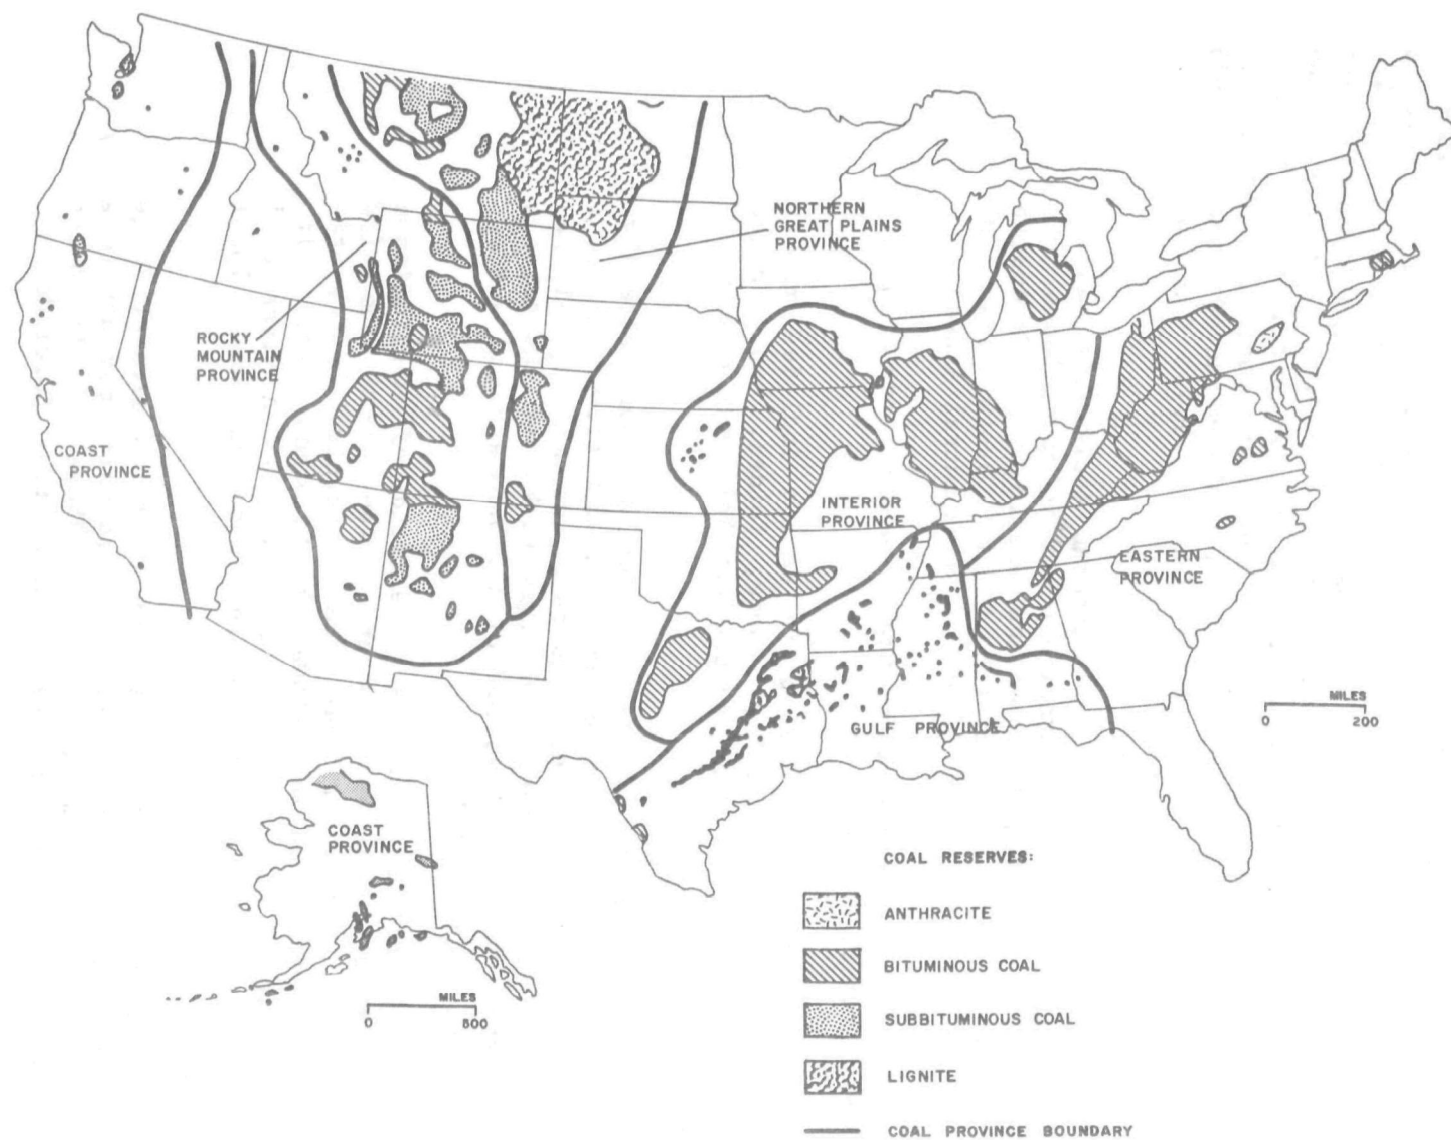 NORTHERN
GREAT PLAINS
PROVINCE
ROCKY
MOUNTAIN
PROVINCE
COAST
PROVINCE
INTERIOR
PROVINCE
EASTERN
PROVINCE
GULF PROVINCE
MILES
0 200
COAST
PROVINCE
MILES
0 500
COAL RESERVES:
ANTHRACITE
BITUMINOUS COAL
SUBBITUMINOUS COAL
LIGNITE
COAL PROVINCE BOUNDARY